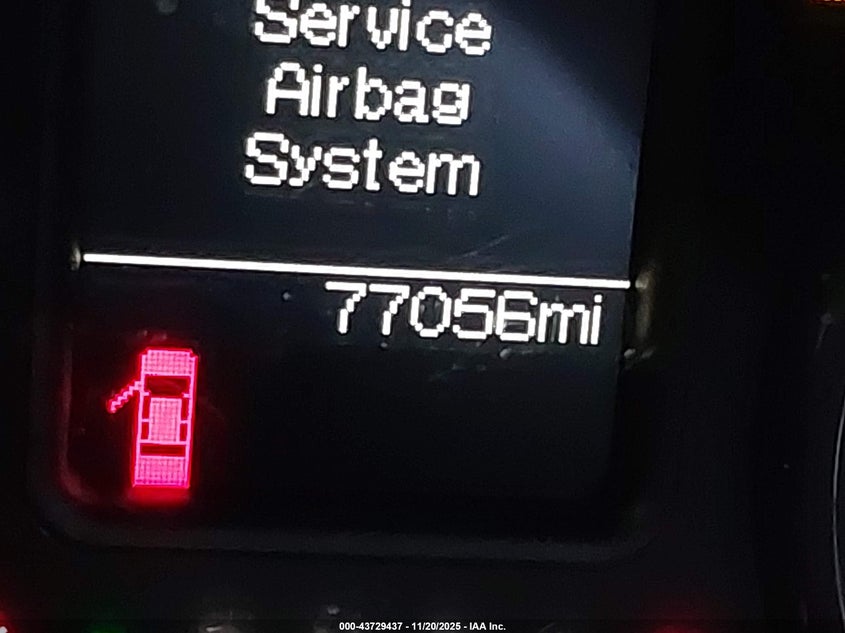 Service
Airbag
System
77056mi
000-43729437 - 11/20/2025 - IAA Inc.